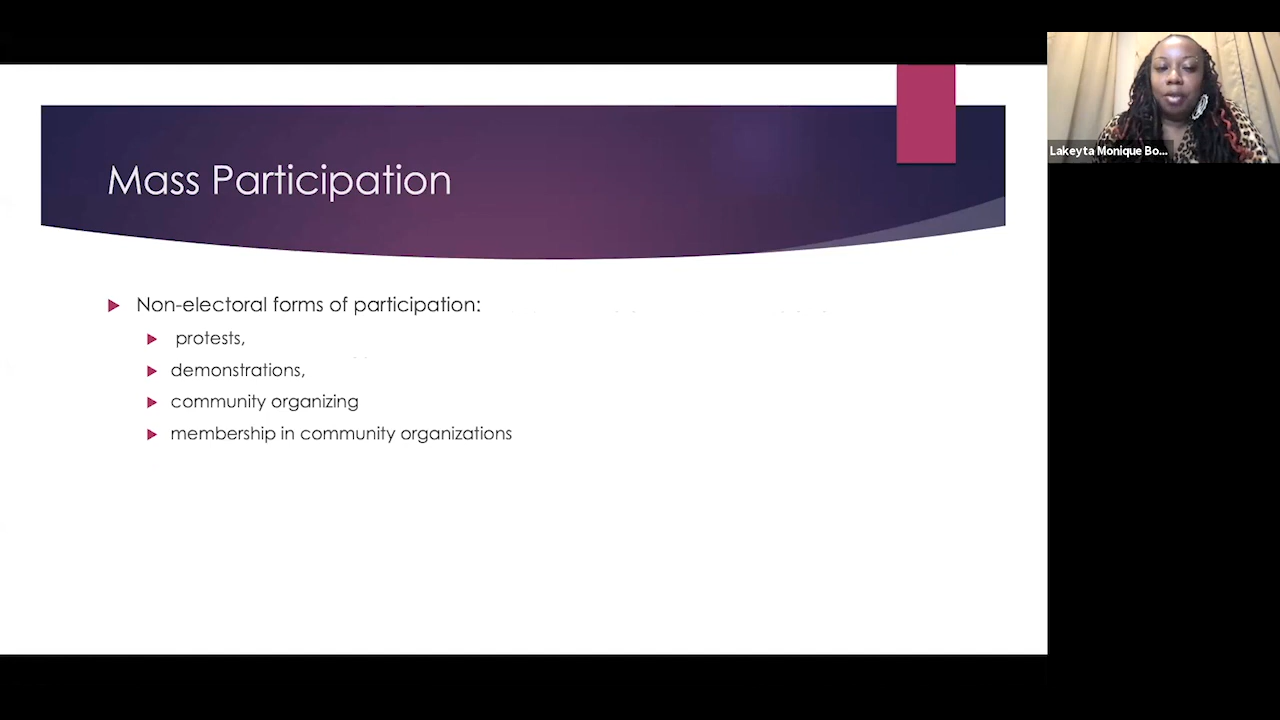 Mass Participation
Non-electoral forms of participation:
protests,
demonstrations,
community organizing
membership in community organizations
Lakeyta Monique Bo...